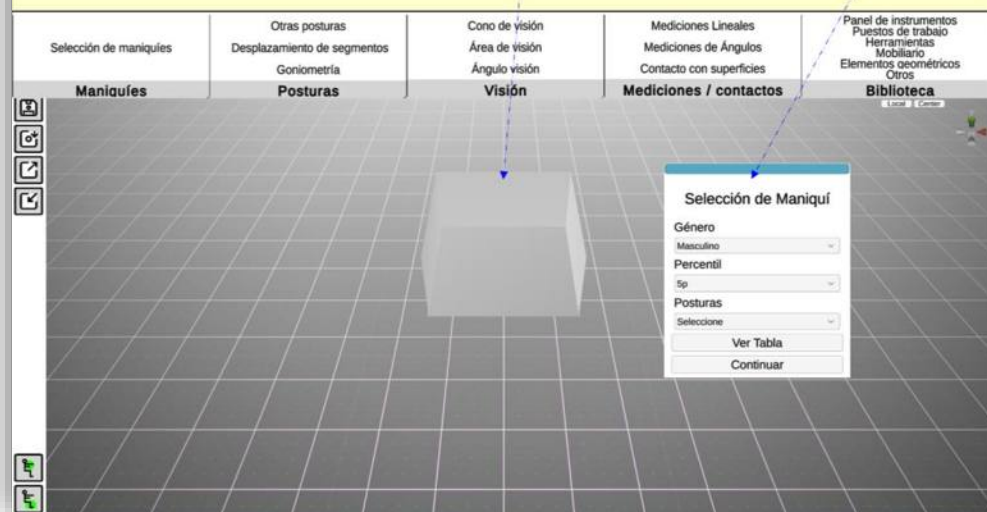 Selección de maniquíes
Maniquíes
Otras posturas
Desplazamiento de segmentos
Goniometría
Posturas
Cono de visión
Área de visión
Ángulo visión
Visión
Mediciones Lineales
Mediciones de Ángulos
Contacto con superficies
Mediciones / contactos
Panel de instrumentos
Puestos de trabajo
Herramientas
Mobiliario
Elementos geométricos
Otros
Biblioteca
Local
Center
Selección de Maniquí
Género
Masculino
Percentil
5p
Posturas
Seleccione
Ver Tabla
Continuar